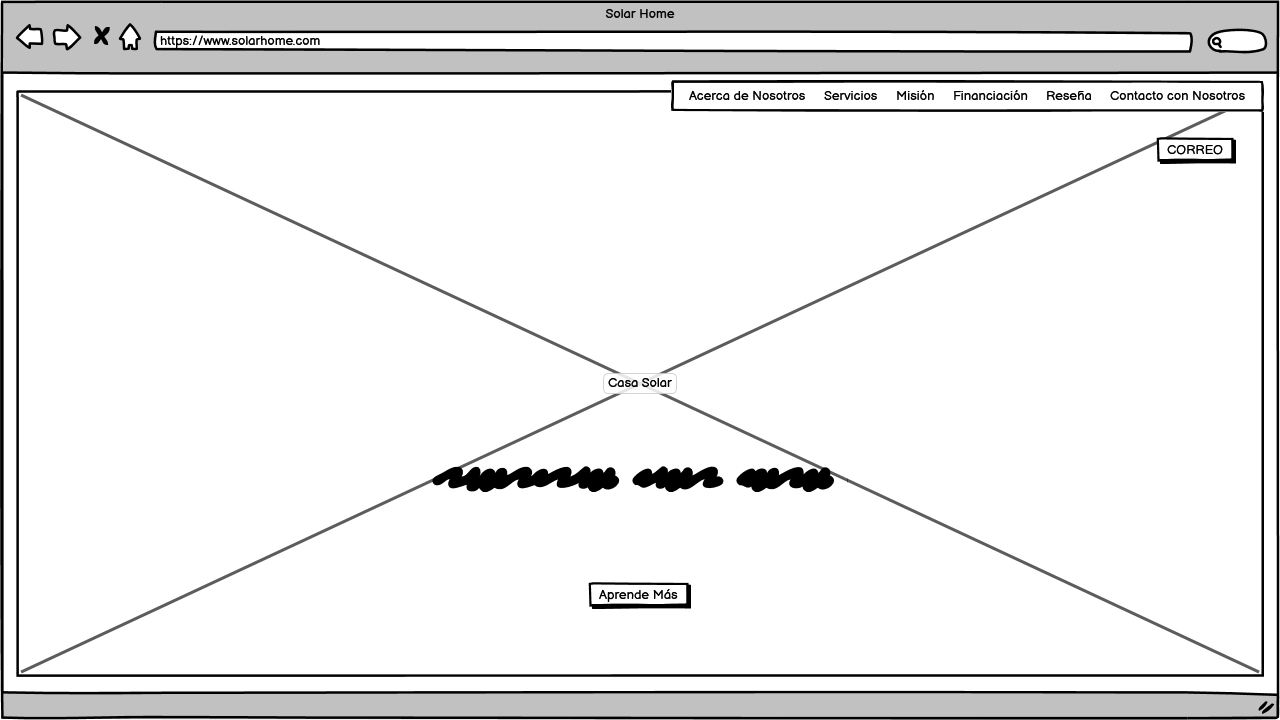 Solar Home
https://www.solarhome.com
Acerca de Nosotros Servicios Misión Financiación Reseña Contacto con Nosotros
CORREO
Casa Solar
Aprende Más